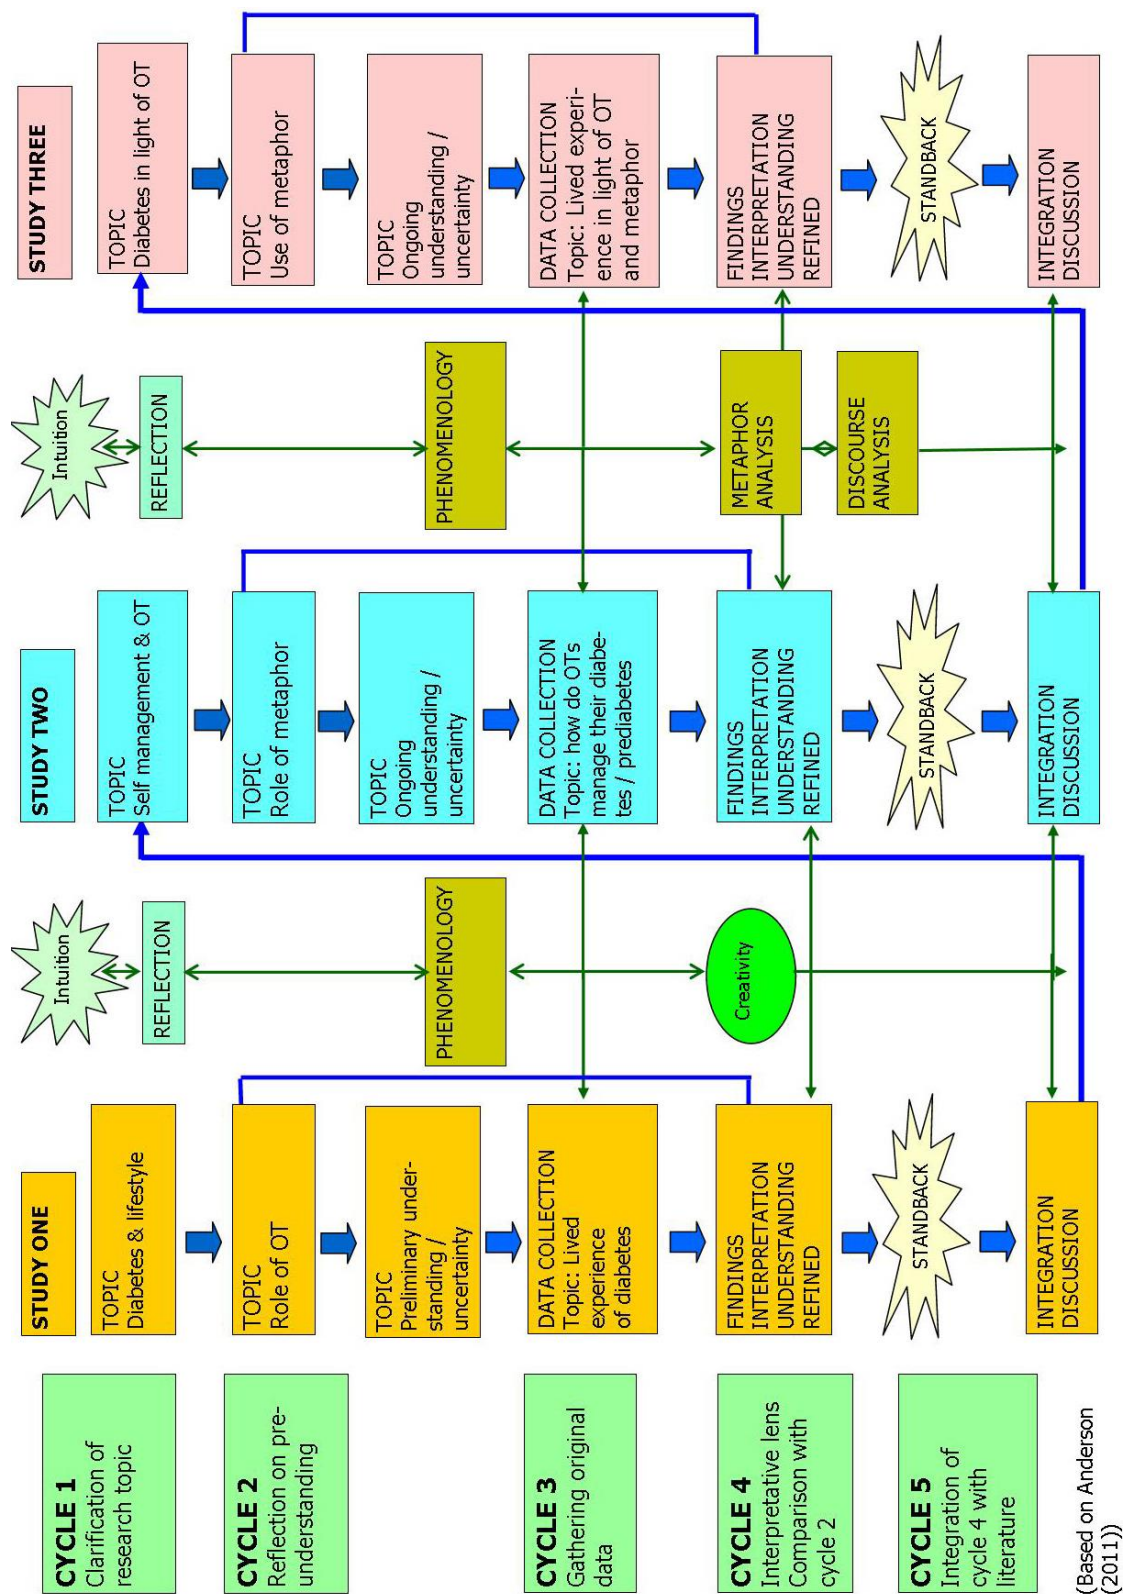 CYCLE 1
Clarification of
research topic
CYCLE 2
Reflection on pre-
understanding
CYCLE 3
Gathering original
data
CYCLE 4
Interpretative lens
Comparison with
cycle 2
CYCLE 5
Integration of
cycle 4 with
literature
(Based on Anderson
(2011))
STUDY ONE
TOPIC
Diabetes & lifestyle
TOPIC
Role of OT
TOPIC
Preliminary under-
standing /
uncertainty
DATA COLLECTION
Topic: Lived
experience
of diabetes
FINDINGS
INTERPRETATION
UNDERSTANDING
REFINED
STANDBACK
INTEGRATION
DISCUSSION
Intuition
REFLECTION
PHENOMENOLOGY
Creativity
STUDY TWO
TOPIC
Self management & OT
TOPIC
Role of metaphor
TOPIC
Ongoing
understanding /
uncertainty
DATA COLLECTION
Topic: how do OTs
manage their diabe-
tes / prediabetes
FINDINGS
INTERPRETATION
UNDERSTANDING
REFINED
STANDBACK
INTEGRATION
DISCUSSION
Intuition
REFLECTION
PHENOMENOLOGY
METAPHOR
ANALYSIS
DISCOURSE
ANALYSIS
STUDY THREE
TOPIC
Diabetes in light of OT
TOPIC
Use of metaphor
TOPIC
Ongoing
understanding /
uncertainty
DATA COLLECTION
Topic: Lived experi-
ence in light of OT
and metaphor
FINDINGS
INTERPRETATION
UNDERSTANDING
REFINED
STANDBACK
INTEGRATION
DISCUSSION